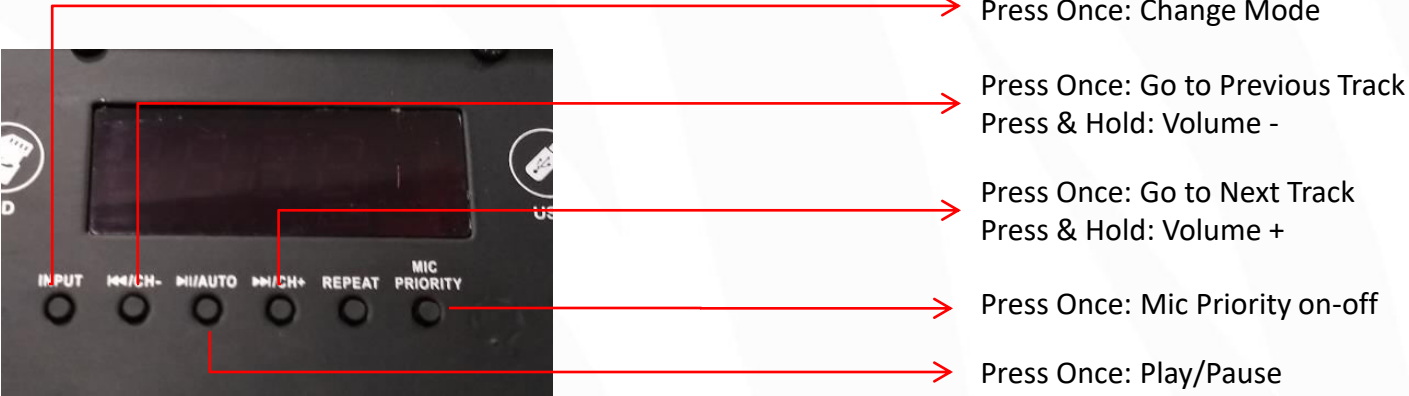 Press Once: Change Mode
Press Once: Go to Previous Track
Press & Hold: Volume -
Press Once: Go to Next Track
Press & Hold: Volume +
D
US
INPUT ⏮/CH- ⏯/AUTO ⏭/CH+ REPEAT MIC PRIORITY
Press Once: Mic Priority on-off
Press Once: Play/Pause